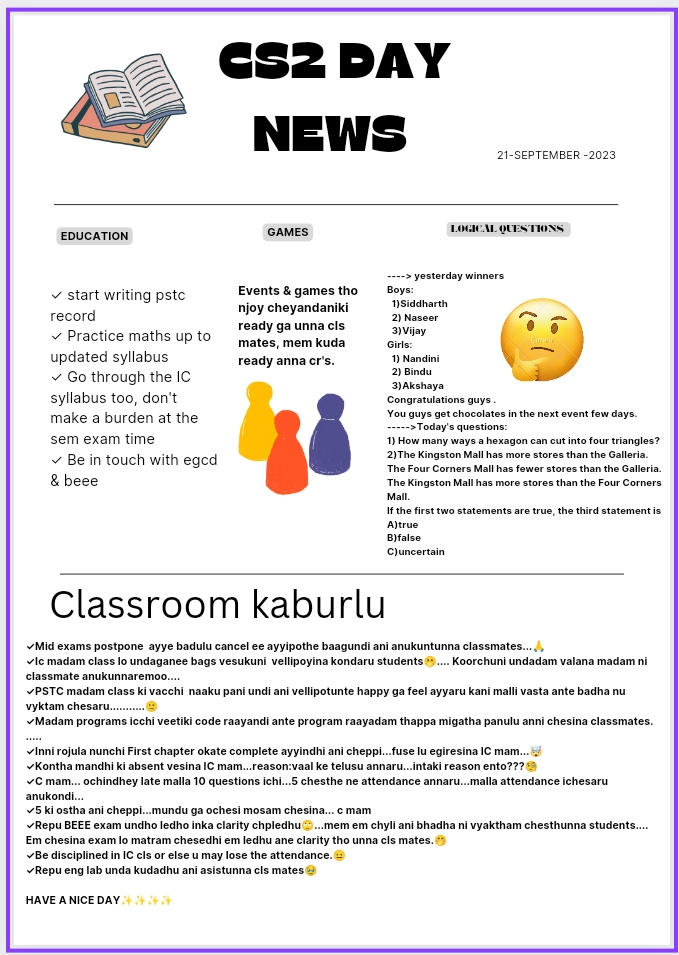 CS2 DAY
NEWS
21-SEPTEMBER -2023
EDUCATION
✓ start writing pstc
record
✓ Practice maths up to
updated syllabus
✓ Go through the IC
syllabus too, don't
make a burden at the
sem exam time
✓ Be in touch with egcd
& beee
GAMES
Events & games tho
njoy cheyandaniki
ready ga unna cls
mates, mem kuda
ready anna cr's.
LOGICAL QUESTIONS
----> yesterday winners
Boys:
1)Siddharth
2) Naseer
3)Vijay
Girls:
1) Nandini
2) Bindu
3)Akshaya
Congratulations guys .
You guys get chocolates in the next event few days.
----->Today's questions:
1) How many ways a hexagon can cut into four triangles?
2)The Kingston Mall has more stores than the Galleria.
The Four Corners Mall has fewer stores than the Galleria.
The Kingston Mall has more stores than the Four Corners
Mall.
If the first two statements are true, the third statement is
A)true
B)false
C)uncertain
Classroom kaburlu
✓Mid exams postpone  ayye badulu cancel ee ayyipothe baagundi ani anukuntunna classmates...🙏
✓Ic madam class lo undaganee bags vesukuni  vellipoyina kondaru students🤭.... Koorchuni undadam valana madam ni
classmate anukunnaremoo....
✓PSTC madam class ki vacchi  naaku pani undi ani vellipotunte happy ga feel ayyaru kani malli vasta ante badha nu
vyktam chesaru...........🙁
✓Madam programs icchi veetiki code raayandi ante program raayadam thappa migatha panulu anni chesina classmates.
.....
✓Inni rojula nunchi First chapter okate complete ayyindhi ani cheppi...fuse lu egiresina IC mam...🤯
✓Kontha mandhi ki absent vesina IC mam...reason:vaal ke telusu annaru...intaki reason ento???🧐
✓C mam... ochindhey late malla 10 questions ichi...5 chesthe ne attendance annaru...malla attendance ichesaru
anukondi...
✓5 ki ostha ani cheppi...mundu ga ochesi mosam chesina... c mam
✓Repu BEEE exam undho ledho inka clarity chpledhu🙄...mem em chyli ani bhadha ni vyaktham chesthunna students....
Em chesina exam lo matram chesedhi em ledhu ane clarity tho unna cls mates.🤭
✓Be disciplined in IC cls or else u may lose the attendance.😐
✓Repu eng lab unda kudadhu ani asistunna cls mates🥹
HAVE A NICE DAY✨✨✨✨